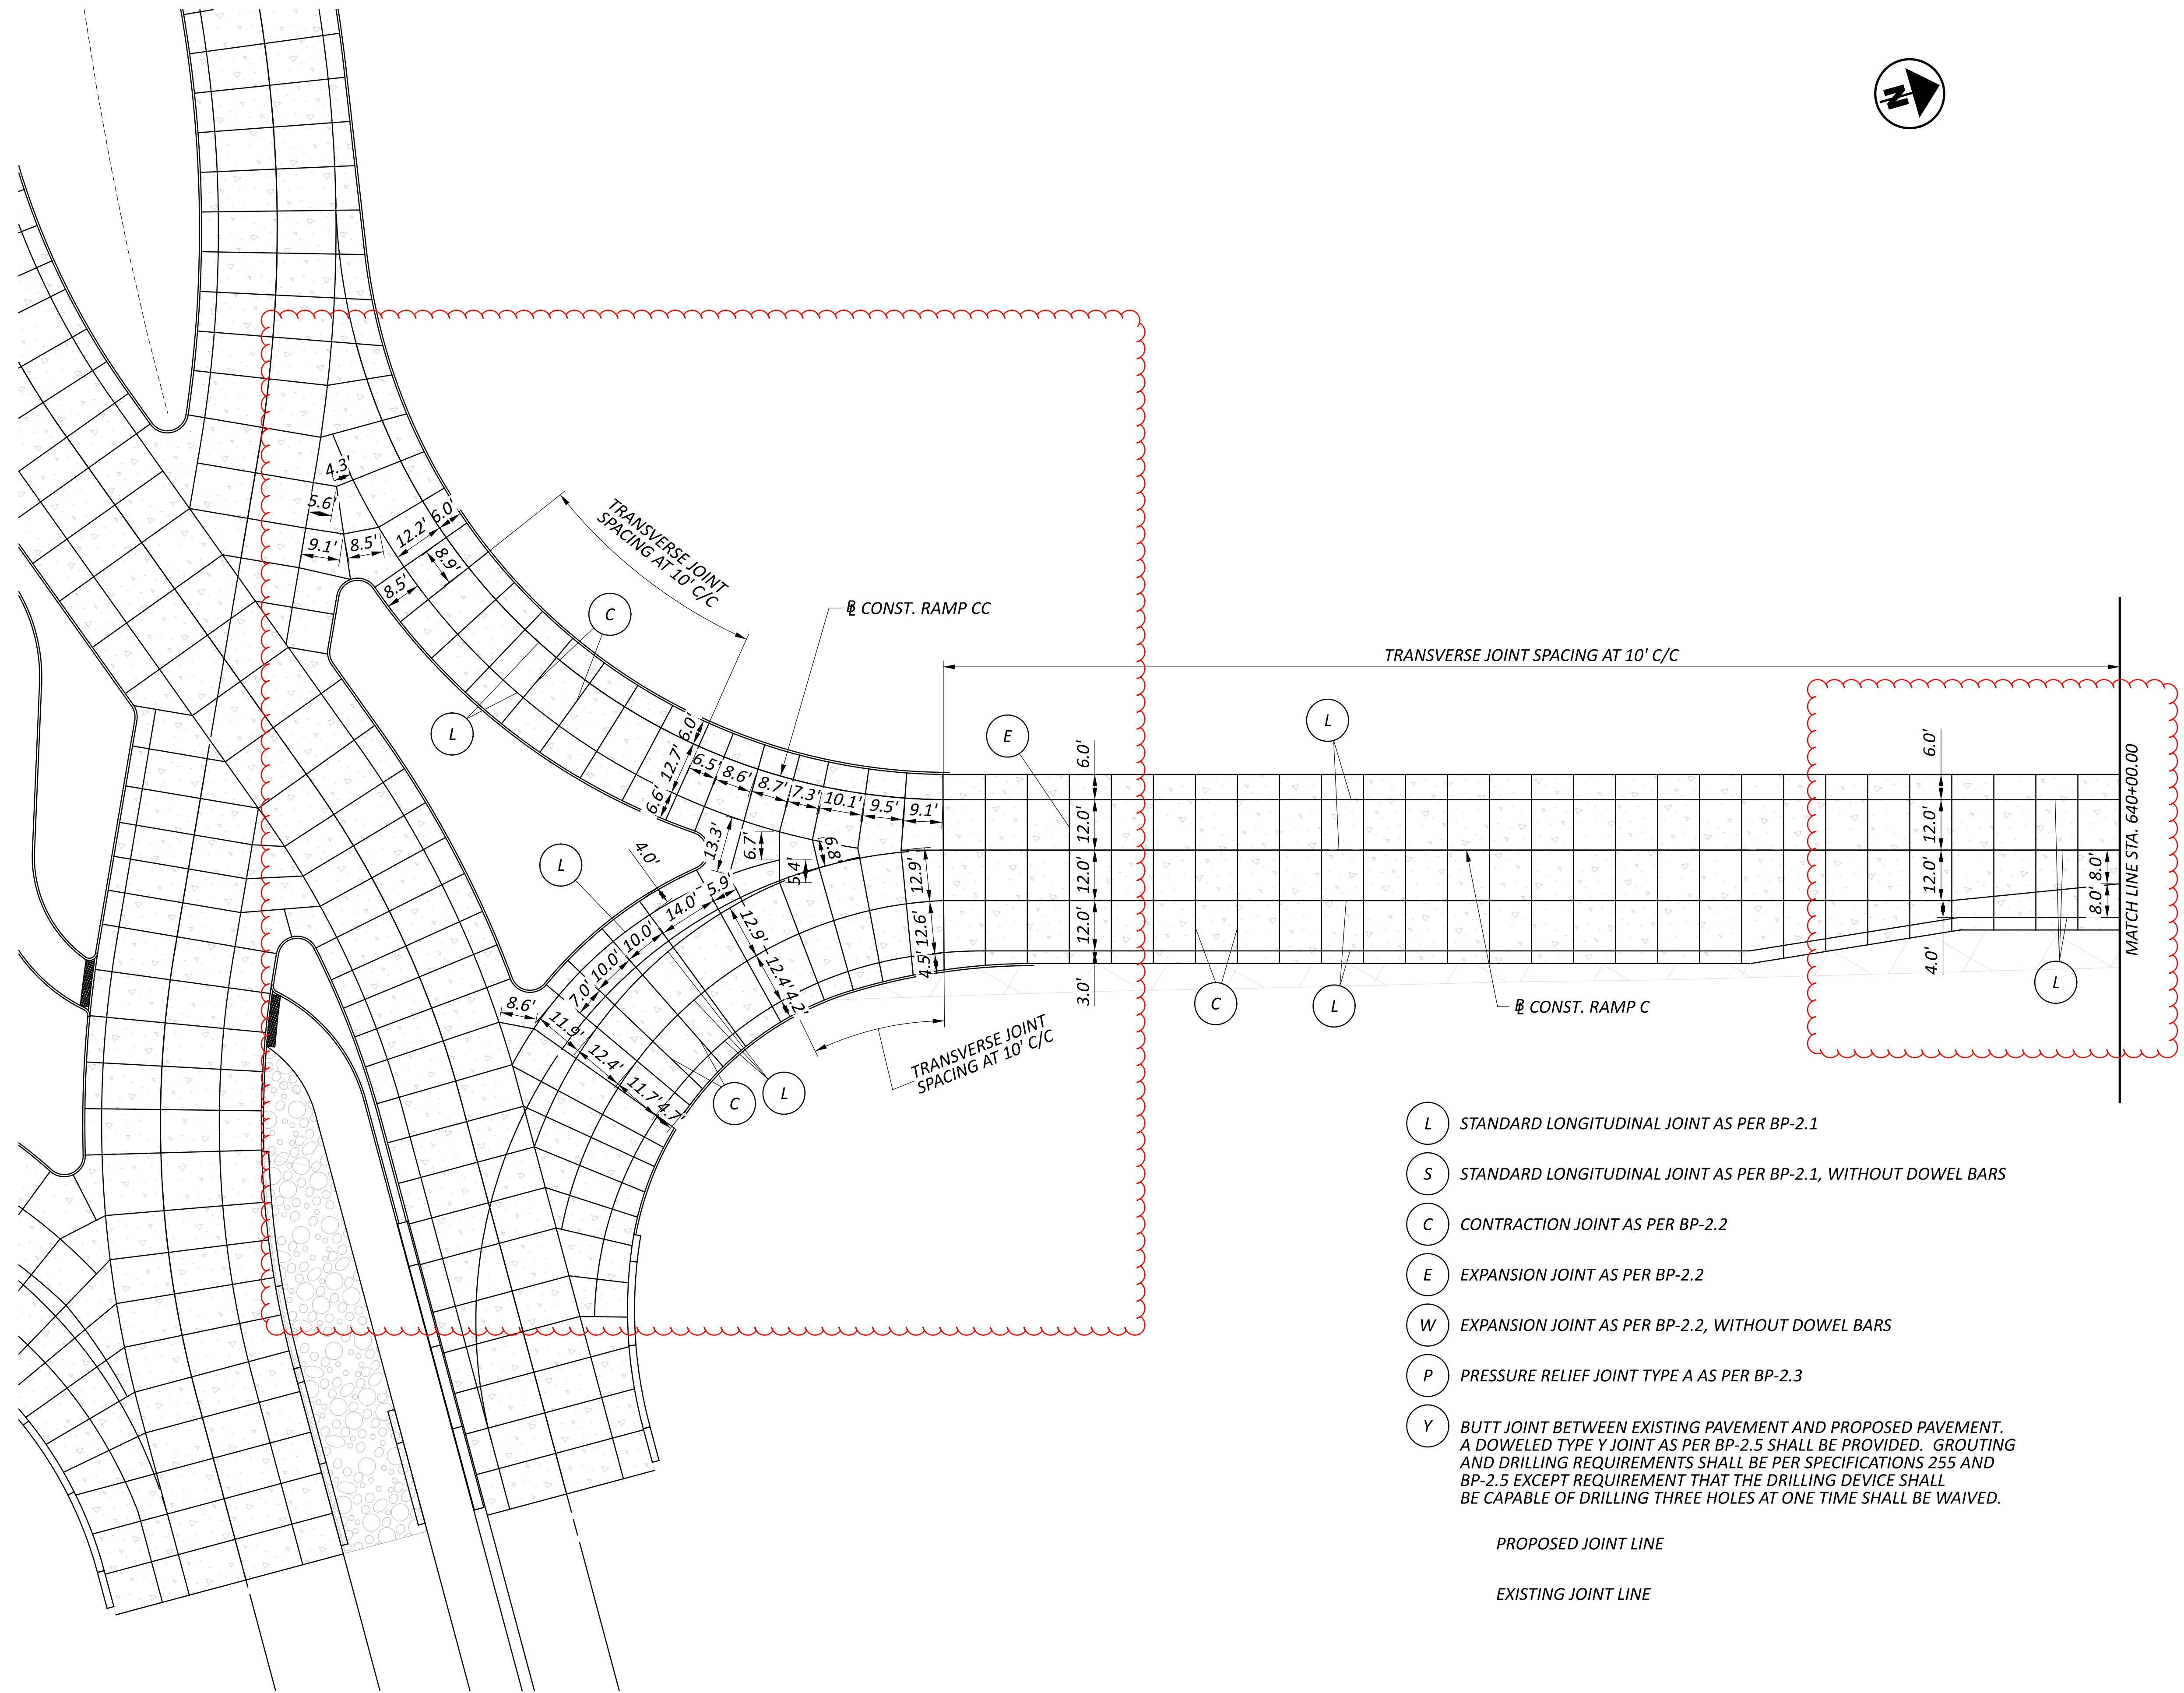 N
4.3'
5.6'
9.1'
8.5'
12.2'
6.0'
8.9'
8.5'
TRANSVERSE JOINT
SPACING AT 10' C/C
C
L
BL CONST. RAMP CC
TRANSVERSE JOINT SPACING AT 10' C/C
E
L
6.0'
12.7'
6.6'
6.5'
8.6'
8.7'
7.3'
10.1'
9.5'
9.1'
13.3'
6.7'
5.4'
6.8'
4.0'
L
5.9'
14.0'
10.0'
10.0'
7.0'
8.6'
12.9'
12.4'
4.2'
11.9'
12.4'
11.7'
4.7'
12.9'
12.6'
4.5'
6.0'
12.0'
12.0'
12.0'
3.0'
6.0'
12.0'
12.0'
4.0'
8.0'
8.0'
MATCH LINE STA. 640+00.00
C
L
C
L
BL CONST. RAMP C
L
TRANSVERSE JOINT
SPACING AT 10' C/C
L STANDARD LONGITUDINAL JOINT AS PER BP-2.1
S STANDARD LONGITUDINAL JOINT AS PER BP-2.1, WITHOUT DOWEL BARS
C CONTRACTION JOINT AS PER BP-2.2
E EXPANSION JOINT AS PER BP-2.2
W EXPANSION JOINT AS PER BP-2.2, WITHOUT DOWEL BARS
P PRESSURE RELIEF JOINT TYPE A AS PER BP-2.3
Y BUTT JOINT BETWEEN EXISTING PAVEMENT AND PROPOSED PAVEMENT.
A DOWELED TYPE Y JOINT AS PER BP-2.5 SHALL BE PROVIDED. GROUTING
AND DRILLING REQUIREMENTS SHALL BE PER SPECIFICATIONS 255 AND
BP-2.5 EXCEPT REQUIREMENT THAT THE DRILLING DEVICE SHALL
BE CAPABLE OF DRILLING THREE HOLES AT ONE TIME SHALL BE WAIVED.
PROPOSED JOINT LINE
EXISTING JOINT LINE